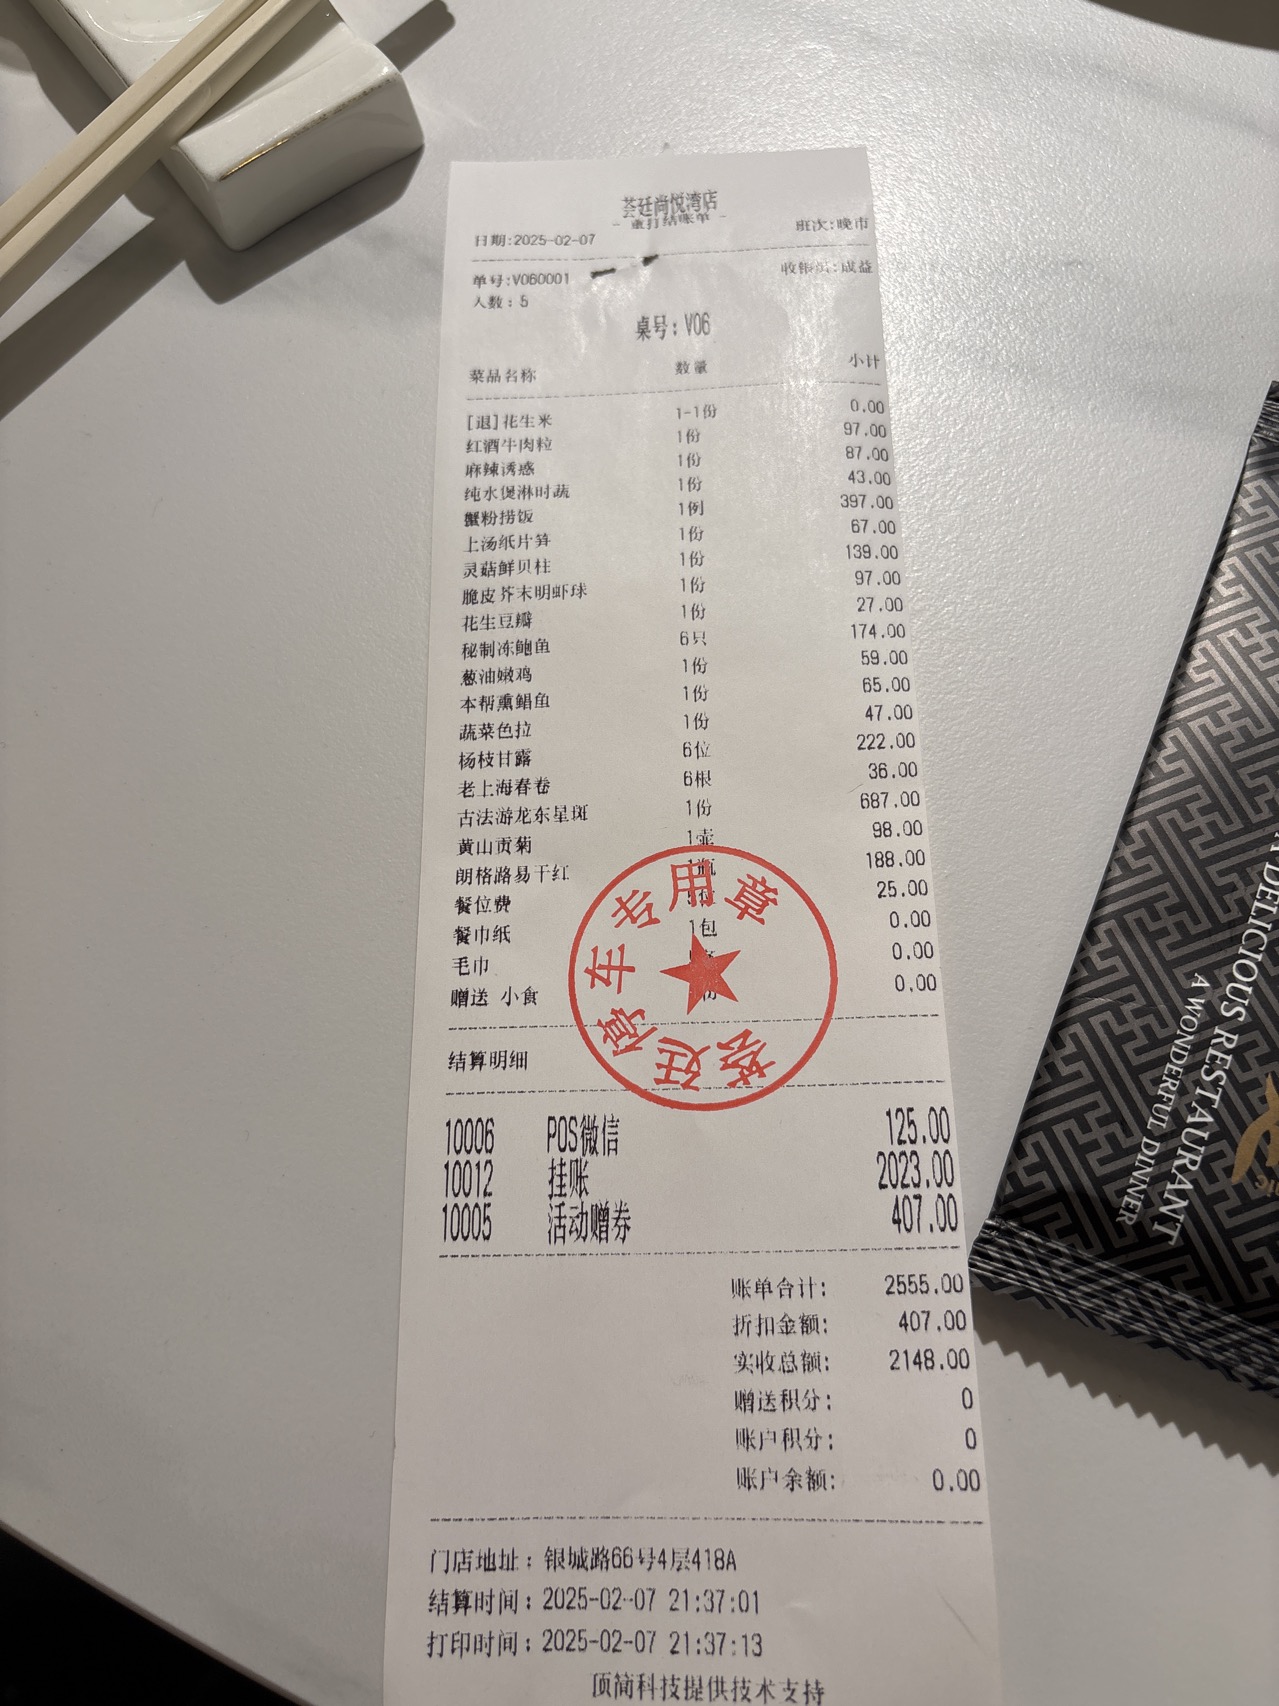 荟廷尚悦湾店
- 重打结账单 -
日期:2025-02-07 班次:晚市
单号:V060001 收银员:成益
人数：5
桌号：V06
菜品名称 数量 小计
[退]花生米 1-1份 0.00
红酒牛肉粒 1份 97.00
麻辣诱惑 1份 87.00
纯水煲淋时蔬 1份 43.00
蟹粉捞饭 1例 397.00
上汤纸片笋 1份 67.00
灵菇鲜贝柱 1份 139.00
脆皮芥末明虾球 1份 97.00
花生豆瓣 1份 27.00
秘制冻鲍鱼 6只 174.00
葱油嫩鸡 1份 59.00
本帮熏鲳鱼 1份 65.00
蔬菜色拉 1份 47.00
杨枝甘露 6位 222.00
老上海春卷 6根 36.00
古法游龙东星斑 1份 687.00
黄山贡菊 1壶 98.00
朗格路易干红 1瓶 188.00
餐位费 5位 25.00
餐巾纸 1包 0.00
毛巾 0.00
赠送 小食 0.00
荟廷停车专用章
结算明细
10006 POS微信 125.00
10012 挂账 2023.00
10005 活动赠券 407.00
账单合计: 2555.00
折扣金额: 407.00
实收总额: 2148.00
赠送积分: 0
账户积分: 0
账户余额: 0.00
门店地址：银城路66号4层418A
结算时间：2025-02-07 21:37:01
打印时间：2025-02-07 21:37:13
顶简科技提供技术支持
A DELICIOUS RESTAURANT
A WONDERFUL DINNER